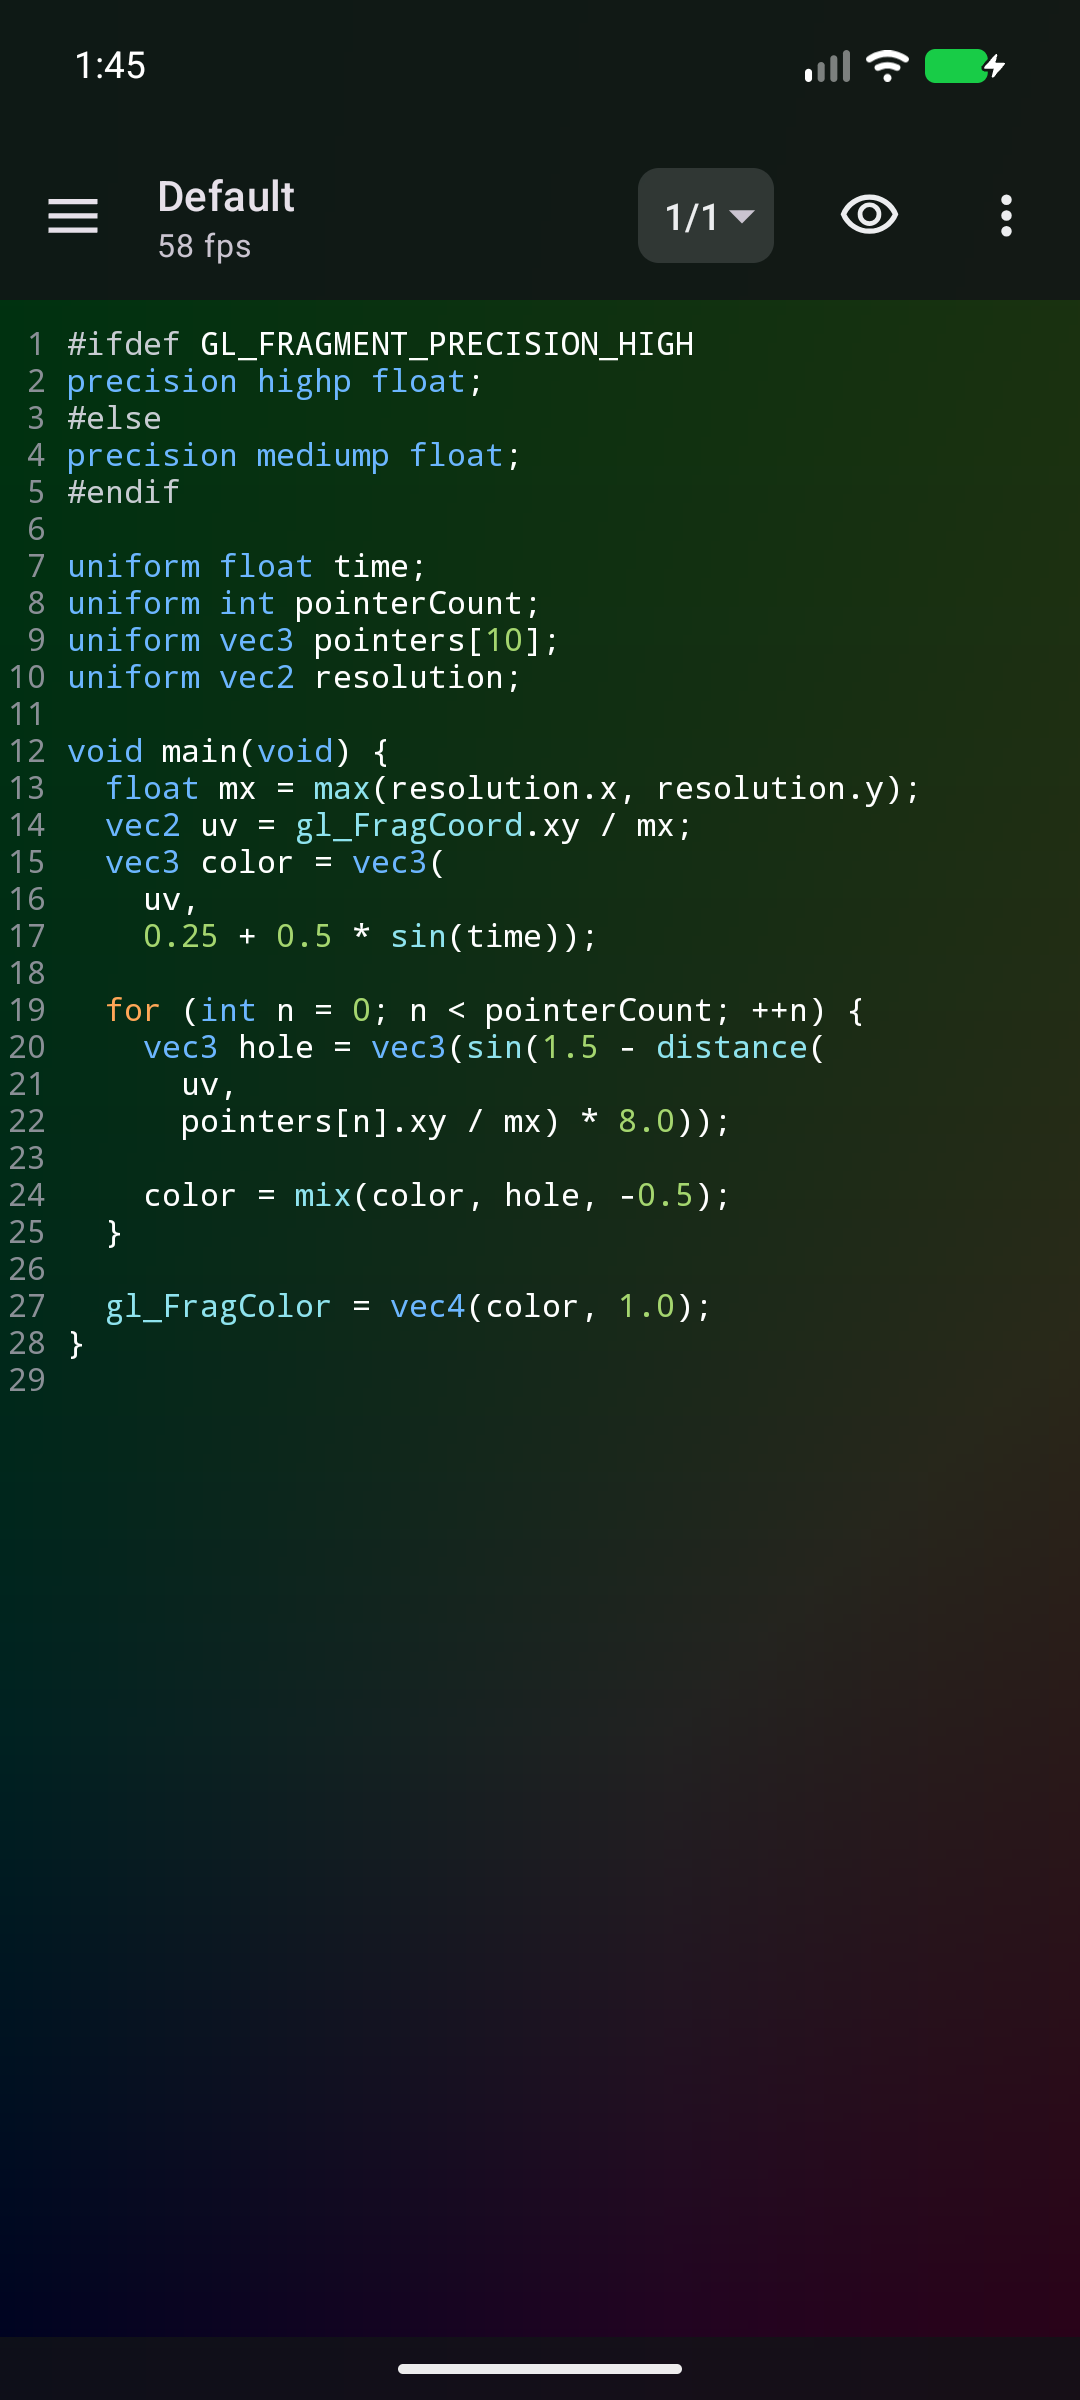 1:45
Default
58 fps
1/1
1 #ifdef GL_FRAGMENT_PRECISION_HIGH
2 precision highp float;
3 #else
4 precision mediump float;
5 #endif
6
7 uniform float time;
8 uniform int pointerCount;
9 uniform vec3 pointers[10];
10 uniform vec2 resolution;
11
12 void main(void) {
13   float mx = max(resolution.x, resolution.y);
14   vec2 uv = gl_FragCoord.xy / mx;
15   vec3 color = vec3(
16     uv,
17     0.25 + 0.5 * sin(time));
18
19   for (int n = 0; n < pointerCount; ++n) {
20     vec3 hole = vec3(sin(1.5 - distance(
21       uv,
22       pointers[n].xy / mx) * 8.0));
23
24     color = mix(color, hole, -0.5);
25   }
26
27   gl_FragColor = vec4(color, 1.0);
28 }
29